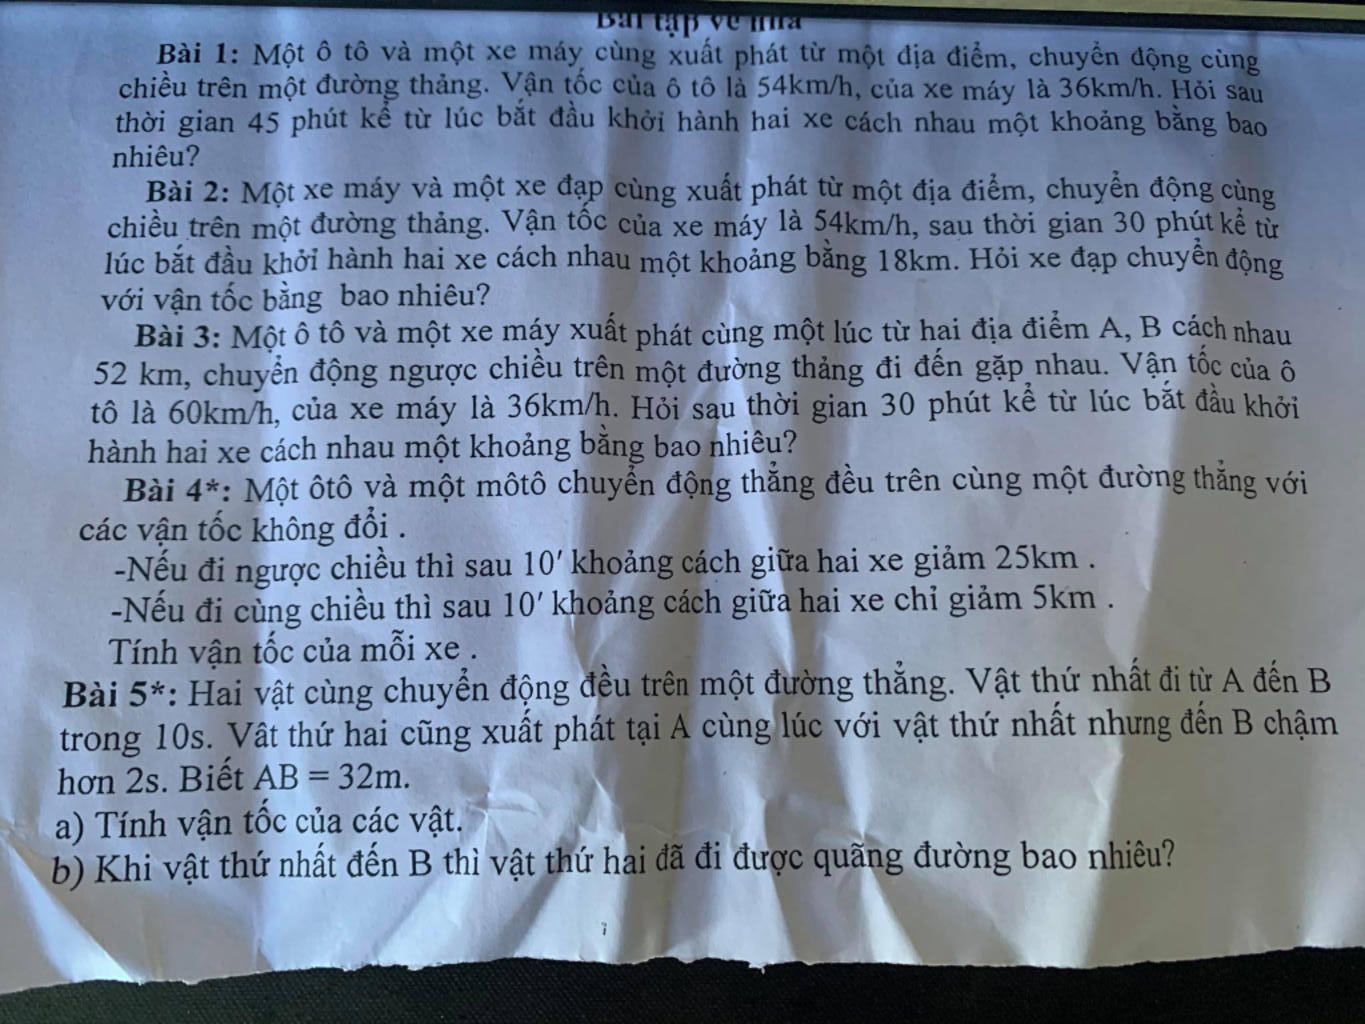 Bài tập về nhà
Bài 1: Một ô tô và một xe máy cùng xuất phát từ một địa điểm, chuyển động cùng
chiều trên một đường thẳng. Vận tốc của ô tô là 54km/h, của xe máy là 36km/h. Hỏi sau
thời gian 45 phút kể từ lúc bắt đầu khởi hành hai xe cách nhau một khoảng bằng bao
nhiêu?
Bài 2: Một xe máy và một xe đạp cùng xuất phát từ một địa điểm, chuyển động cùng
chiều trên một đường thẳng. Vận tốc của xe máy là 54km/h, sau thời gian 30 phút kể từ
lúc bắt đầu khởi hành hai xe cách nhau một khoảng bằng 18km. Hỏi xe đạp chuyển động
với vận tốc bằng bao nhiêu?
Bài 3: Một ô tô và một xe máy xuất phát cùng một lúc từ hai địa điểm A, B cách nhau
52 km, chuyển động ngược chiều trên một đường thẳng đi đến gặp nhau. Vận tốc của ô
tô là 60km/h, của xe máy là 36km/h. Hỏi sau thời gian 30 phút kể từ lúc bắt đầu khởi
hành hai xe cách nhau một khoảng bằng bao nhiêu?
Bài 4*: Một ôtô và một môtô chuyển động thẳng đều trên cùng một đường thẳng với
các vận tốc không đổi .
-Nếu đi ngược chiều thì sau 10′ khoảng cách giữa hai xe giảm 25km .
-Nếu đi cùng chiều thì sau 10′ khoảng cách giữa hai xe chỉ giảm 5km .
Tính vận tốc của mỗi xe .
Bài 5*: Hai vật cùng chuyển động đều trên một đường thẳng. Vật thứ nhất đi từ A đến B
trong 10s. Vât thứ hai cũng xuất phát tại A cùng lúc với vật thứ nhất nhưng đến B chậm
hơn 2s. Biết AB = 32m.
a) Tính vận tốc của các vật.
b) Khi vật thứ nhất đến B thì vật thứ hai đã đi được quãng đường bao nhiêu?